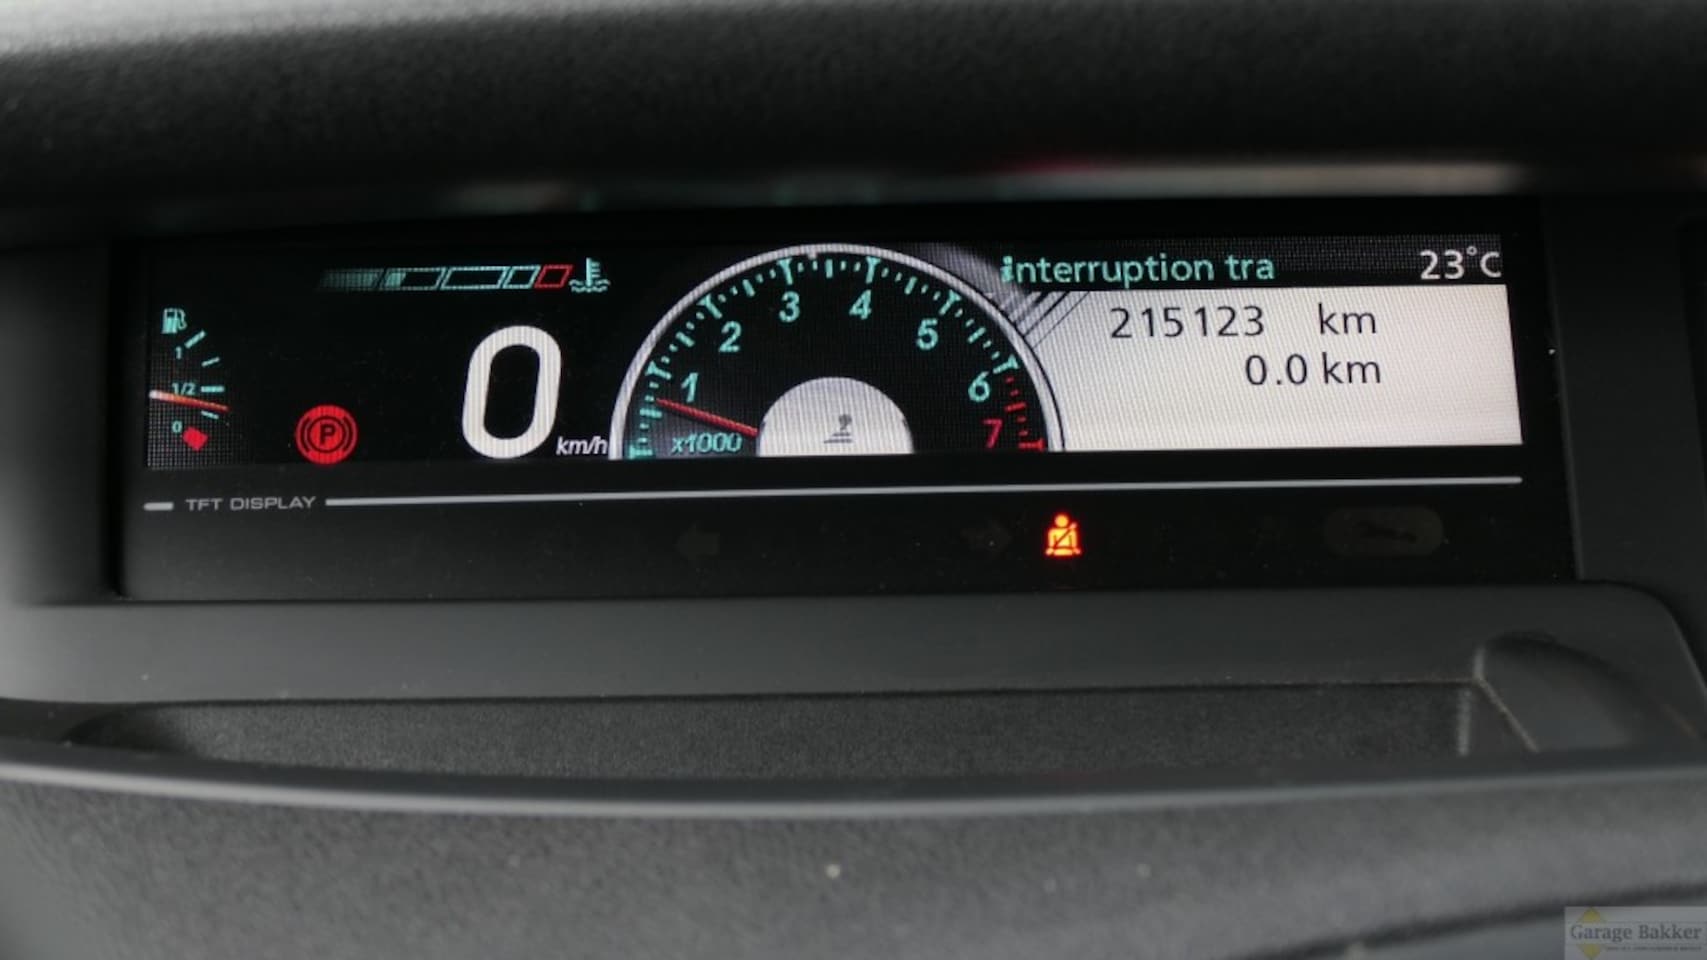 interruption tra 23°C
215123 km
0.0 km
1
1/2
0
P
0 km/h
1 2 3 4 5 6 7
x1000
TFT DISPLAY
Garage Bakker